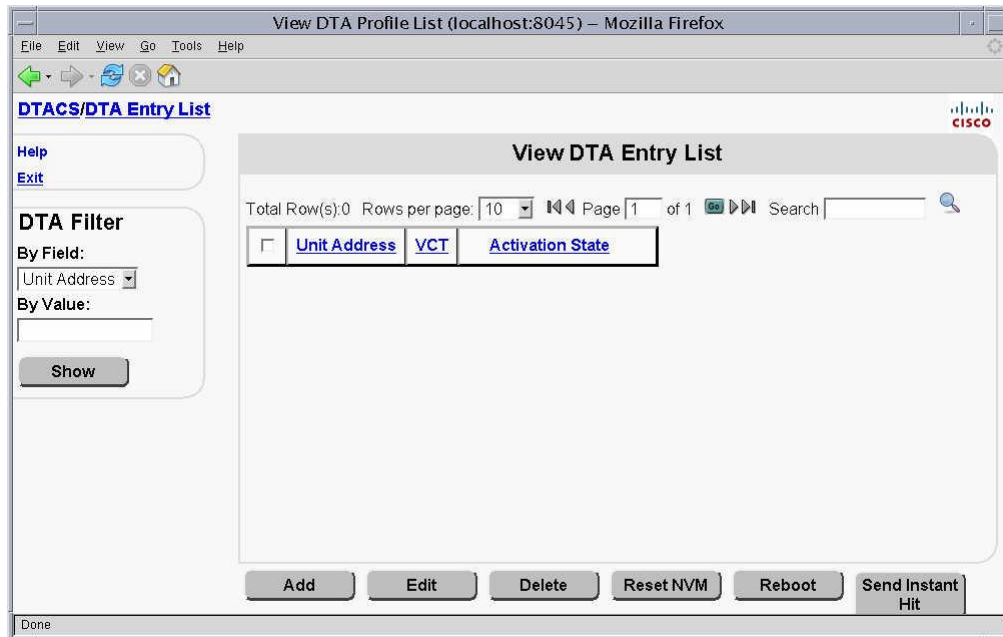 View DTA Profile List (localhost:8045) – Mozilla Firefox
File Edit View Go Tools Help
DTACS/DTA Entry List
CISCO
Help
Exit
View DTA Entry List
Total Row(s):0 Rows per page: 10 Page 1 of 1 Go Search
Unit Address VCT Activation State
DTA Filter
By Field:
Unit Address
By Value:
Show
Add Edit Delete Reset NVM Reboot Send Instant
Hit
Done